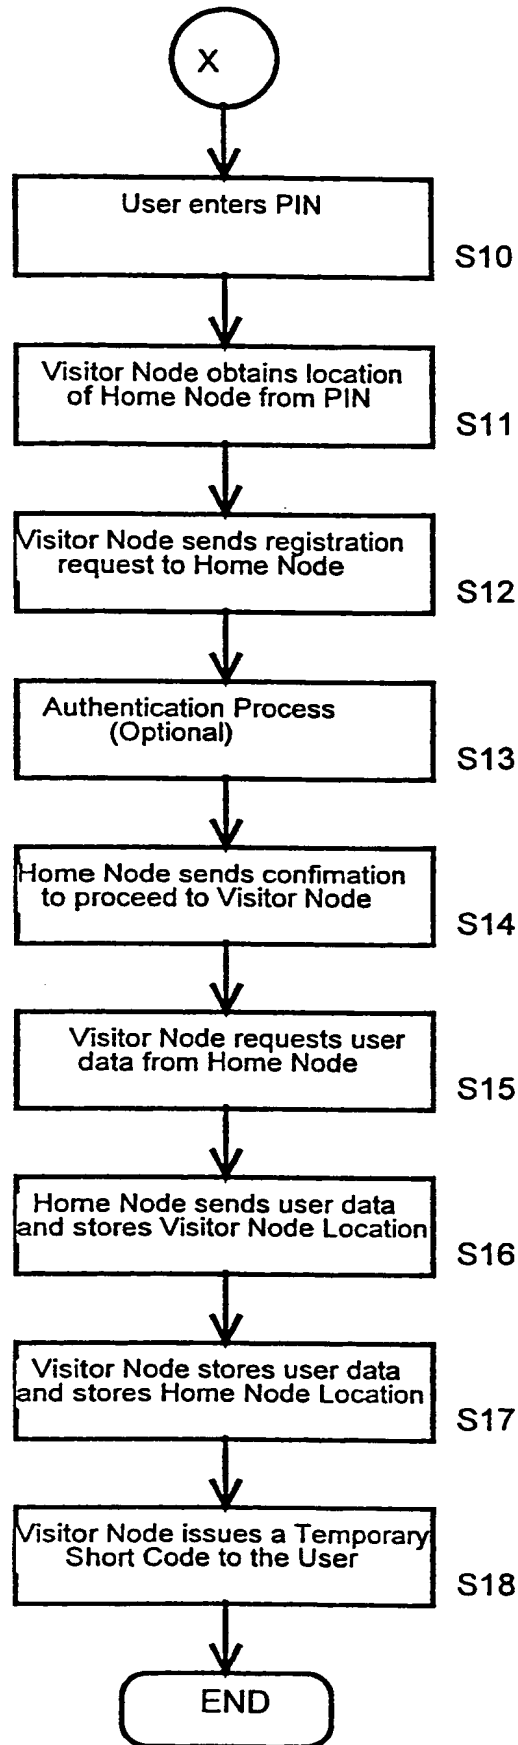 X
User enters PIN
S10
Visitor Node obtains location
of Home Node from PIN
S11
Visitor Node sends registration
request to Home Node
S12
Authentication Process
(Optional)
S13
Home Node sends confimation
to proceed to Visitor Node
S14
Visitor Node requests user
data from Home Node
S15
Home Node sends user data
and stores Visitor Node Location
S16
Visitor Node stores user data
and stores Home Node Location
S17
Visitor Node issues a Temporary
Short Code to the User
S18
END